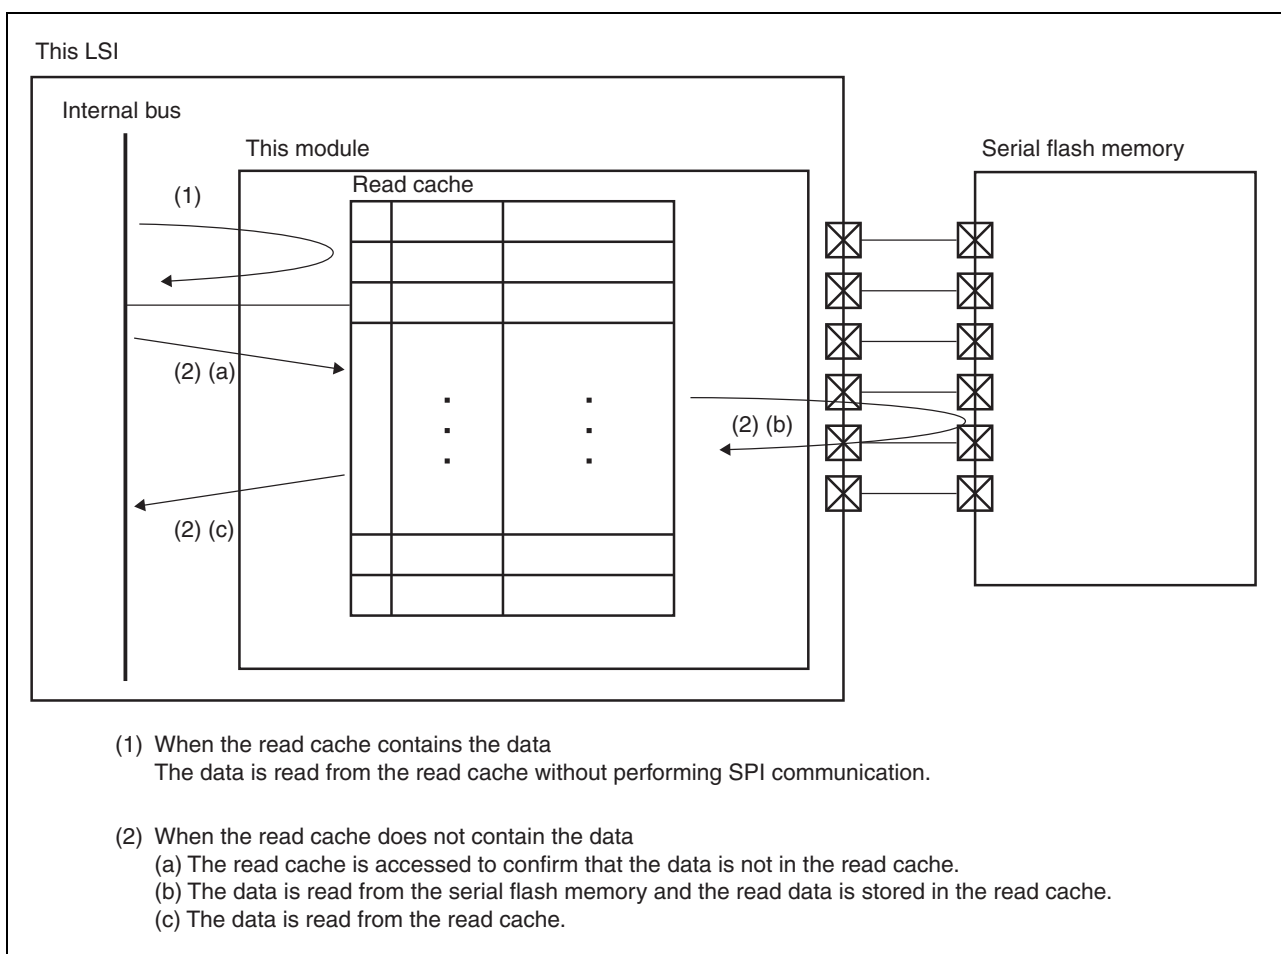 This LSI
Internal bus
This module
Serial flash memory
Read cache
(1)
(2) (a)
(2) (b)
(2) (c)
(1) When the read cache contains the data
The data is read from the read cache without performing SPI communication.
(2) When the read cache does not contain the data
(a) The read cache is accessed to confirm that the data is not in the read cache.
(b) The data is read from the serial flash memory and the read data is stored in the read cache.
(c) The data is read from the read cache.